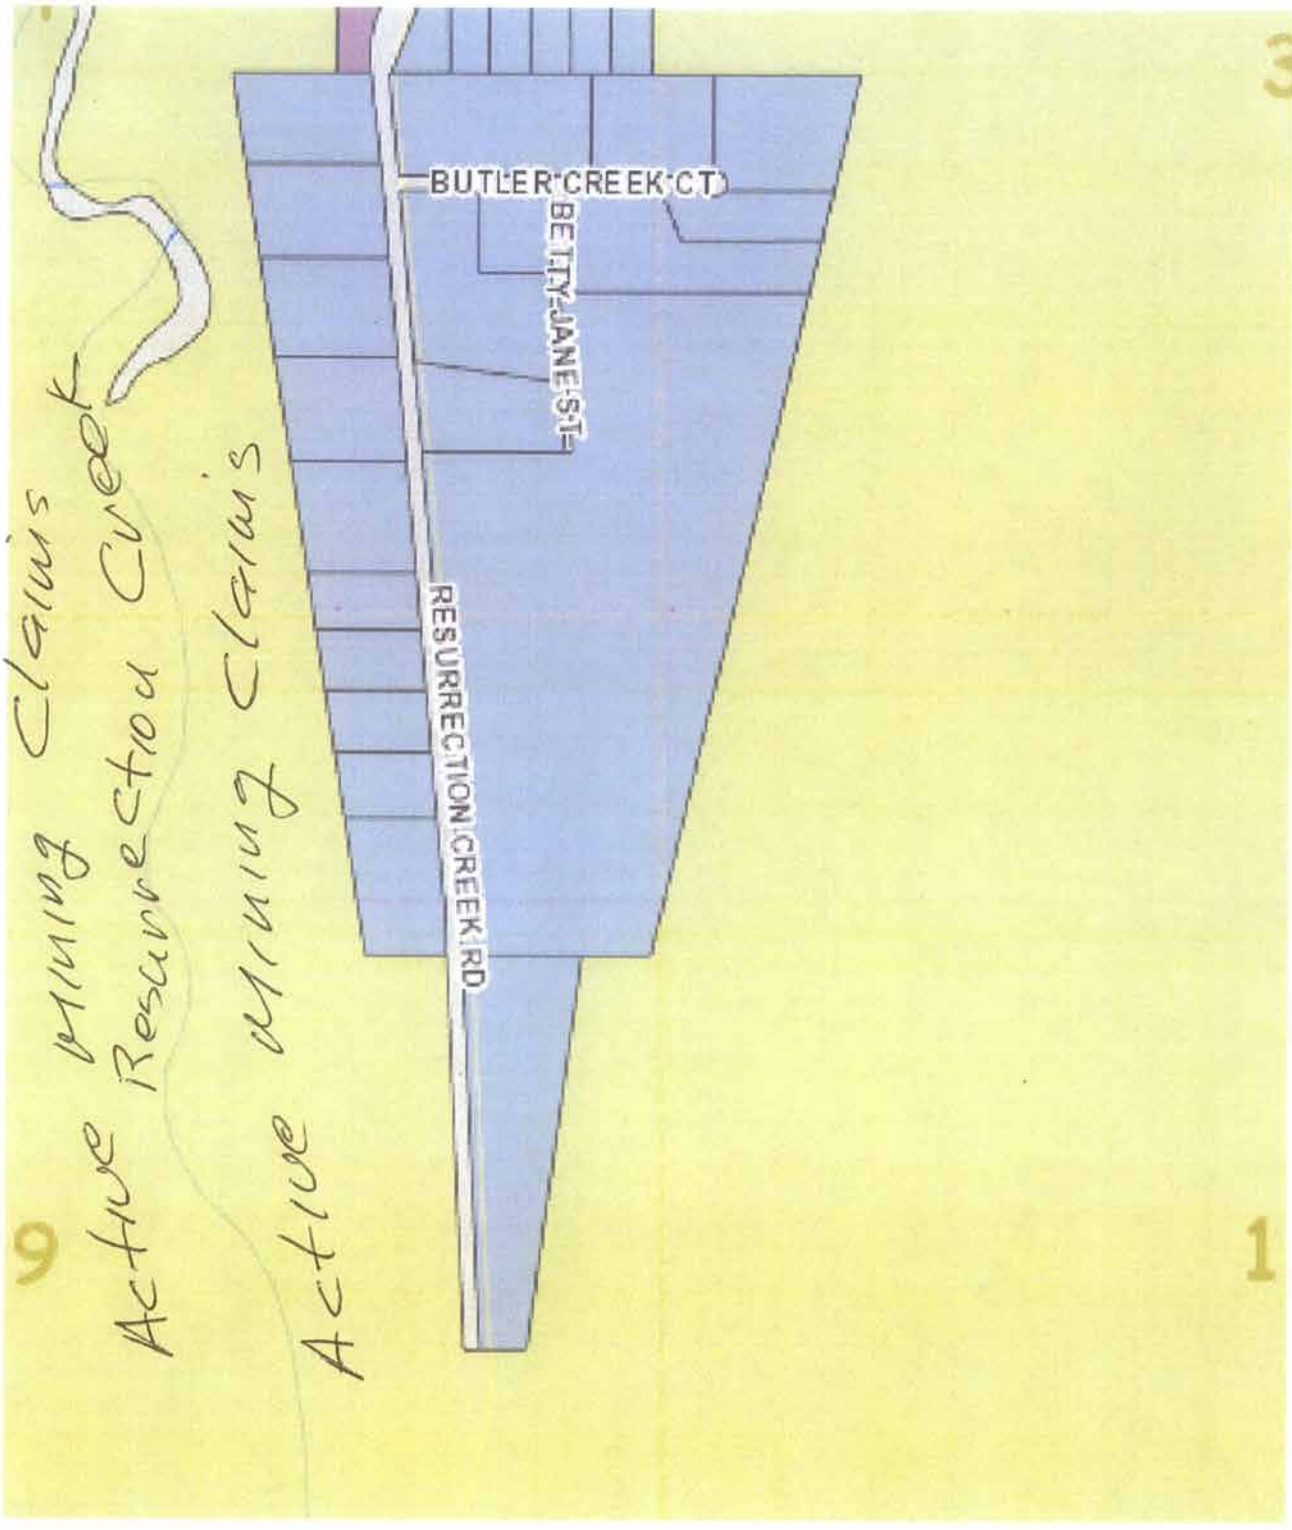 3
BUTLER CREEK CT
BETTY JANE ST
RESURRECTION CREEK RD
Active mining Claims
Resurrection Creek
Active mining Claims
9
1